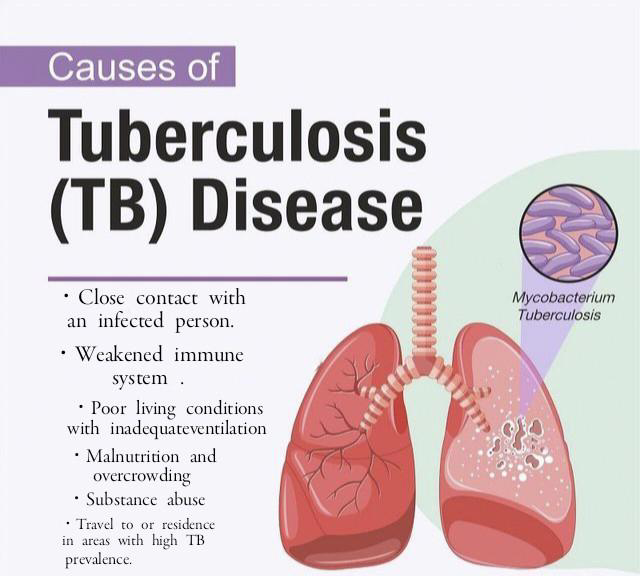 Causes of
Tuberculosis
(TB) Disease
• Close contact with
an infected person.
• Weakened immune
system .
• Poor living conditions
with inadequateventilation
• Malnutrition and
overcrowding
• Substance abuse
• Travel to or residence
in areas with high TB
prevalence.
Mycobacterium
Tuberculosis